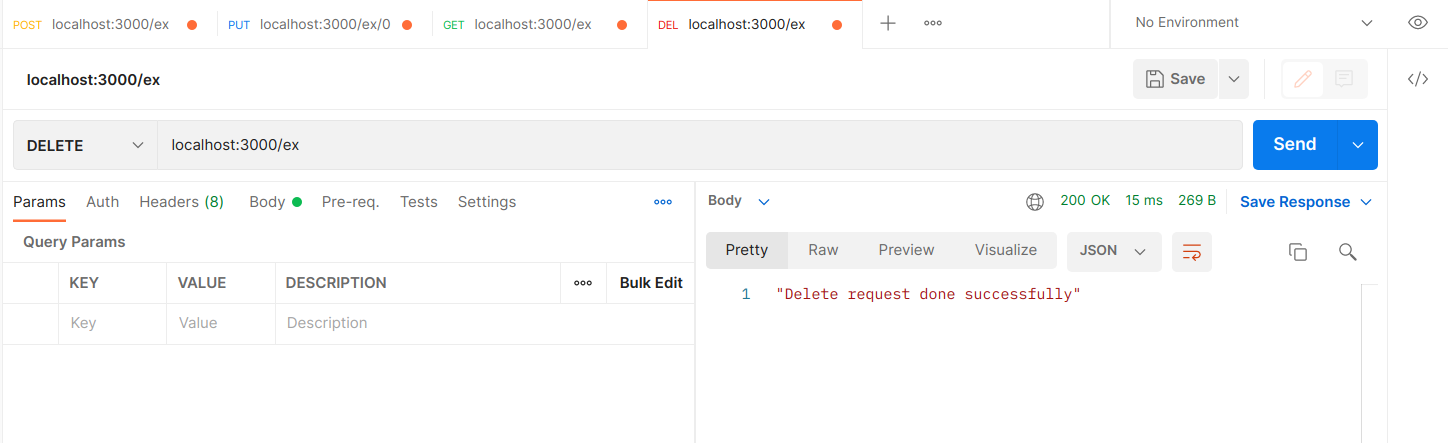 POST localhost:3000/ex PUT localhost:3000/ex/0 GET localhost:3000/ex DEL localhost:3000/ex No Environment
localhost:3000/ex Save
DELETE localhost:3000/ex Send
Params Auth Headers (8) Body Pre-req. Tests Settings
Body 200 OK 15 ms 269 B Save Response
Query Params
Pretty Raw Preview Visualize JSON
KEY VALUE DESCRIPTION Bulk Edit
Key Value Description
1 "Delete request done successfully"